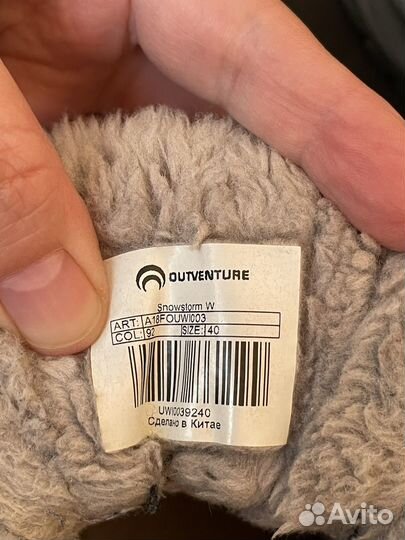 OUTVENTURE
Snowstorm W
ART: A18FOUWI003
COL: 92 SIZE: 40
UWI0039240
Сделано в Китае
Avito